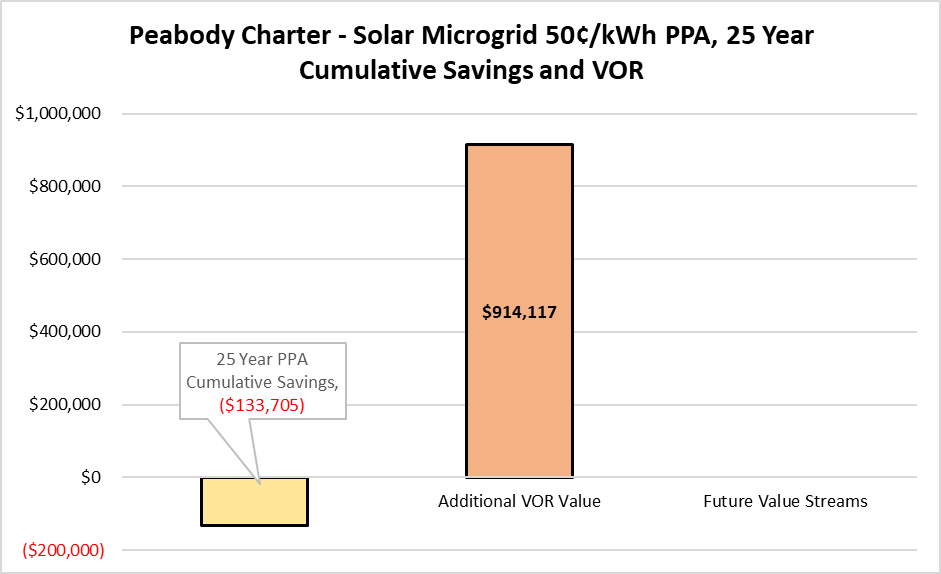 Peabody Charter - Solar Microgrid 50¢/kWh PPA, 25 Year
Cumulative Savings and VOR
$1,000,000
$800,000
$600,000
$400,000
$200,000
$0
($200,000)
25 Year PPA
Cumulative Savings,
($133,705)
$914,117
Additional VOR Value
Future Value Streams